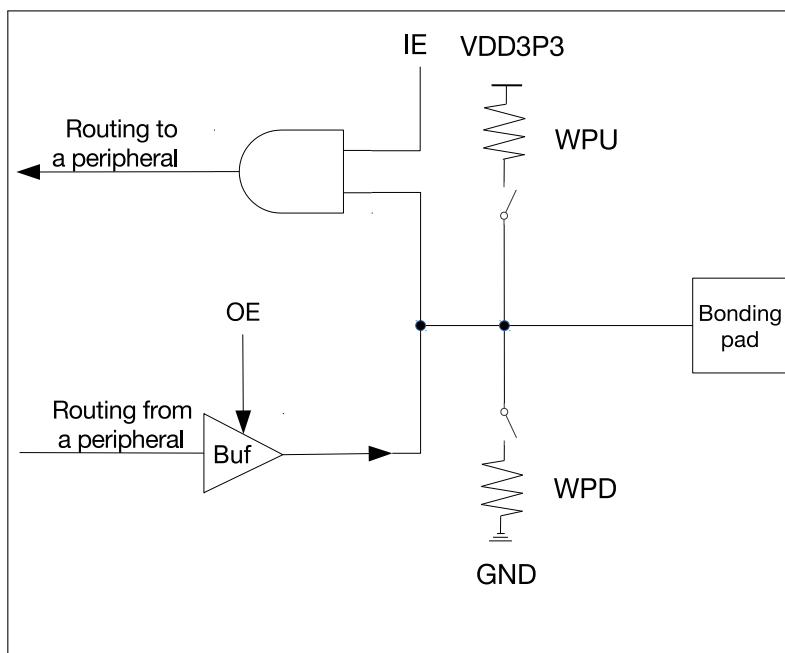 IE
VDD3P3
Routing to
a peripheral
WPU
OE
Bonding
pad
Routing from
a peripheral
Buf
WPD
GND